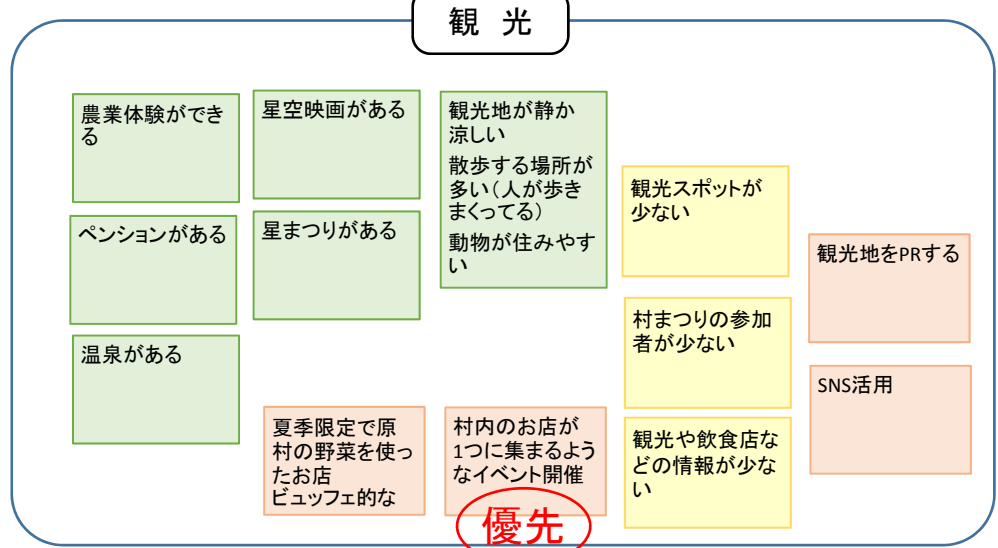 観 光
農業体験ができ
る
ペンションがある
温泉がある
星空映画がある
星まつりがある
観光地が静か
涼しい
散歩する場所が
多い（人が歩き
まくってる）
動物が住みやす
い
夏季限定で原
村の野菜を使っ
たお店
ビュッフェ的な
村内のお店が
1つに集まるよう
なイベント開催
優先
観光スポットが
少ない
村まつりの参加
者が少ない
観光や飲食店な
どの情報が少な
い
観光地をPRする
SNS活用